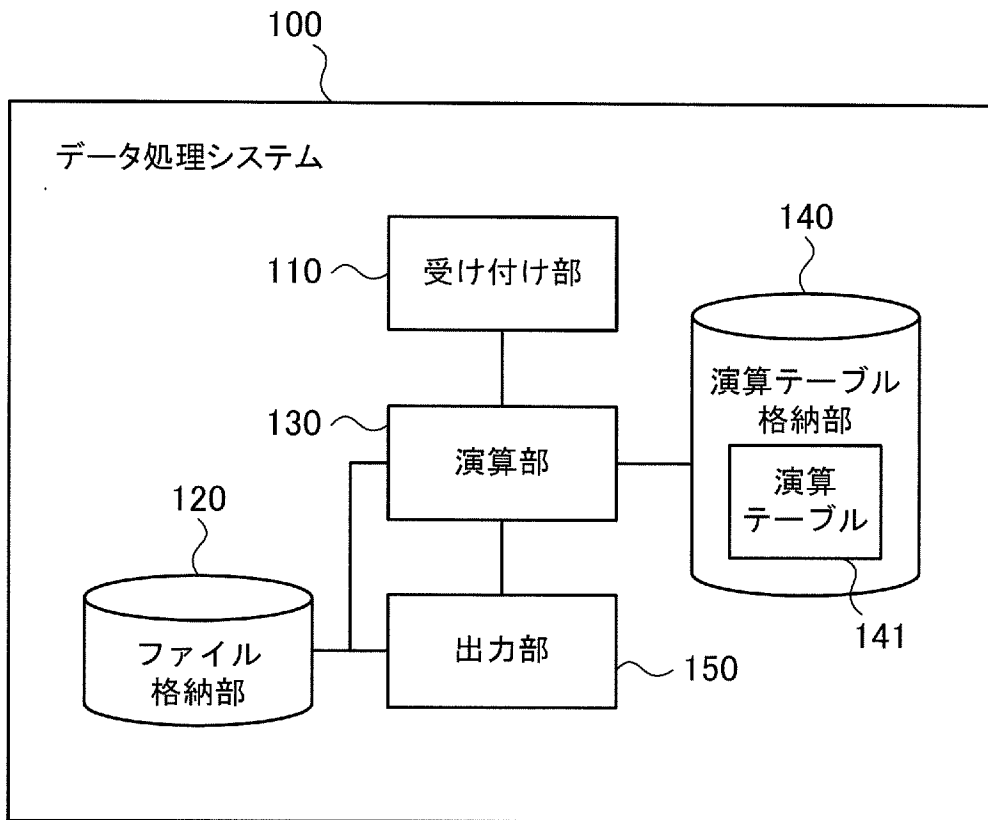 100
データ処理システム
140
110
受け付け部
演算テーブル
格納部
130
演算部
演算
テーブル
120
141
ファイル
格納部
出力部
150